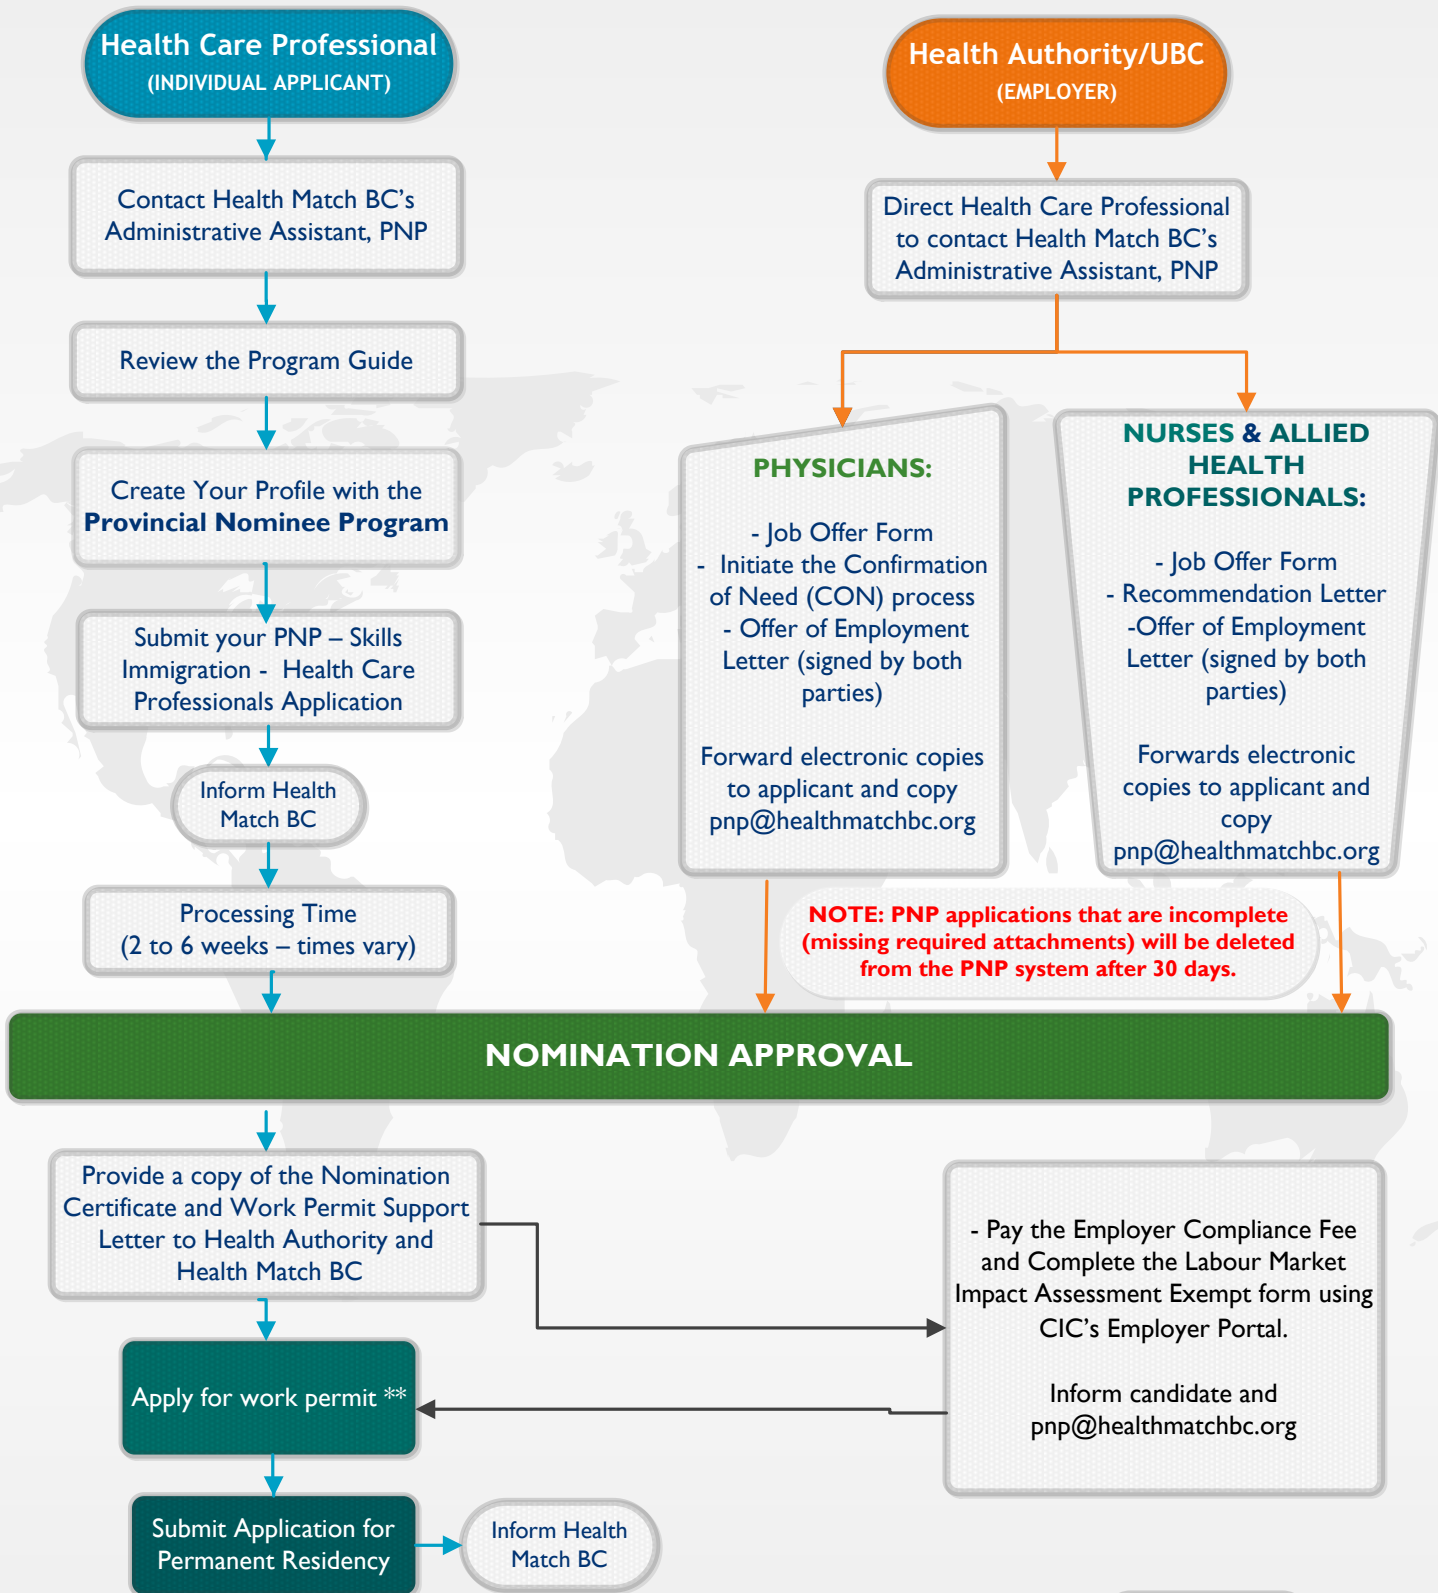 Health Care Professional
(INDIVIDUAL APPLICANT)
Contact Health Match BC's
Administrative Assistant, PNP
Review the Program Guide
Create Your Profile with the
Provincial Nominee Program
Submit your PNP – Skills
Immigration - Health Care
Professionals Application
Inform Health
Match BC
Processing Time
(2 to 6 weeks – times vary)
Health Authority/UBC
(EMPLOYER)
Direct Health Care Professional
to contact Health Match BC's
Administrative Assistant, PNP
PHYSICIANS:
- Job Offer Form
- Initiate the Confirmation
of Need (CON) process
- Offer of Employment
Letter (signed by both
parties)
Forward electronic copies
to applicant and copy
pnp@healthmatchbc.org
NURSES & ALLIED
HEALTH
PROFESSIONALS:
- Job Offer Form
- Recommendation Letter
-Offer of Employment
Letter (signed by both
parties)
Forwards electronic
copies to applicant and
copy
pnp@healthmatchbc.org
NOTE: PNP applications that are incomplete
(missing required attachments) will be deleted
from the PNP system after 30 days.
NOMINATION APPROVAL
Provide a copy of the Nomination
Certificate and Work Permit Support
Letter to Health Authority and
Health Match BC
- Pay the Employer Compliance Fee
and Complete the Labour Market
Impact Assessment Exempt form using
CIC's Employer Portal.
Inform candidate and
pnp@healthmatchbc.org
Apply for work permit **
Submit Application for
Permanent Residency
Inform Health
Match BC